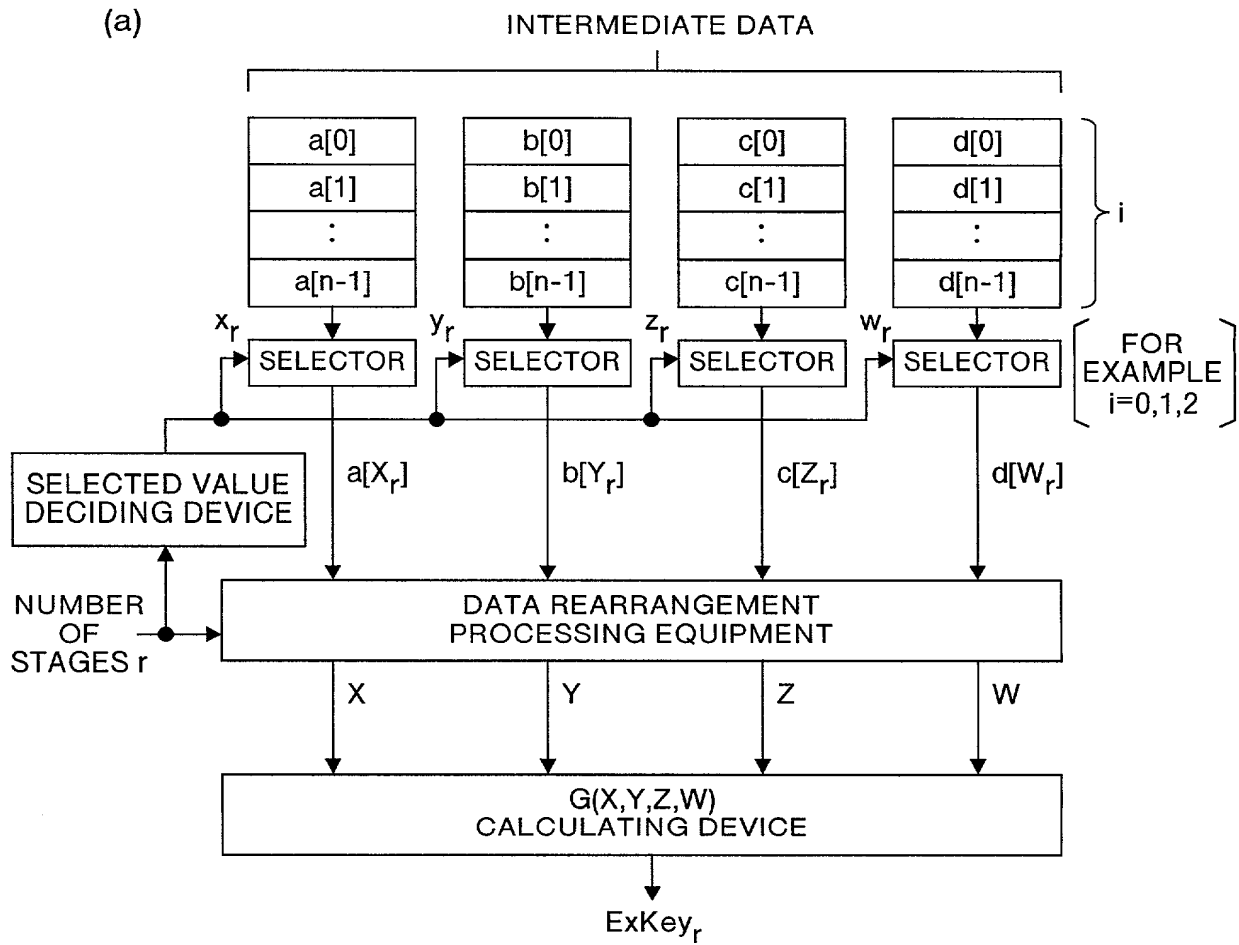 (a)
INTERMEDIATE DATA
a[0] b[0] c[0] d[0]
a[1] b[1] c[1] d[1]
⋮ ⋮ ⋮ ⋮
i
a[n-1] b[n-1] c[n-1] d[n-1]
xr yr zr wr
SELECTOR SELECTOR SELECTOR SELECTOR
FOR
EXAMPLE
i=0,1,2
SELECTED VALUE
DECIDING DEVICE
a[Xr] b[Yr] c[Zr] d[Wr]
NUMBER
OF
STAGES r
DATA REARRANGEMENT
PROCESSING EQUIPMENT
X Y Z W
G(X,Y,Z,W)
CALCULATING DEVICE
ExKeyr